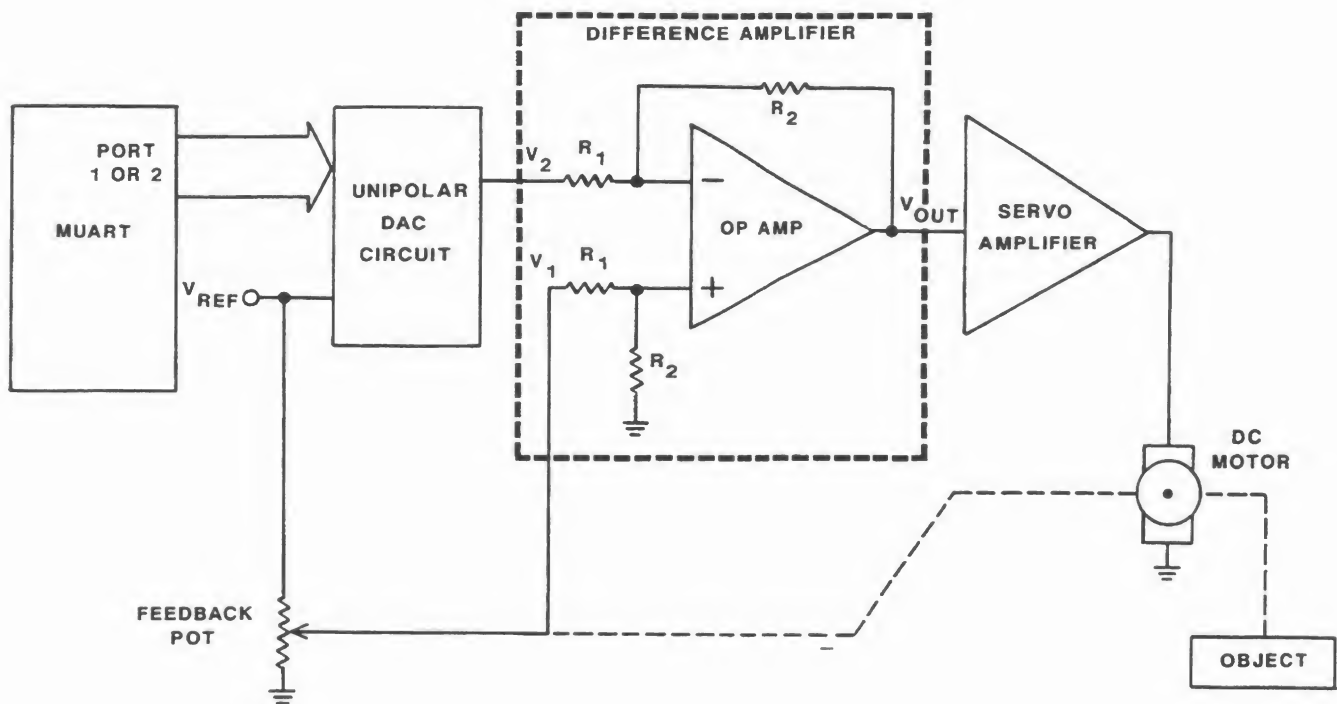 DIFFERENCE AMPLIFIER
R2
PORT
1 OR 2
MUART
UNIPOLAR
DAC
CIRCUIT
V2
R1
−
OP AMP
VOUT
SERVO
AMPLIFIER
V1
R1
+
VREF
R2
DC
MOTOR
FEEDBACK
POT
OBJECT